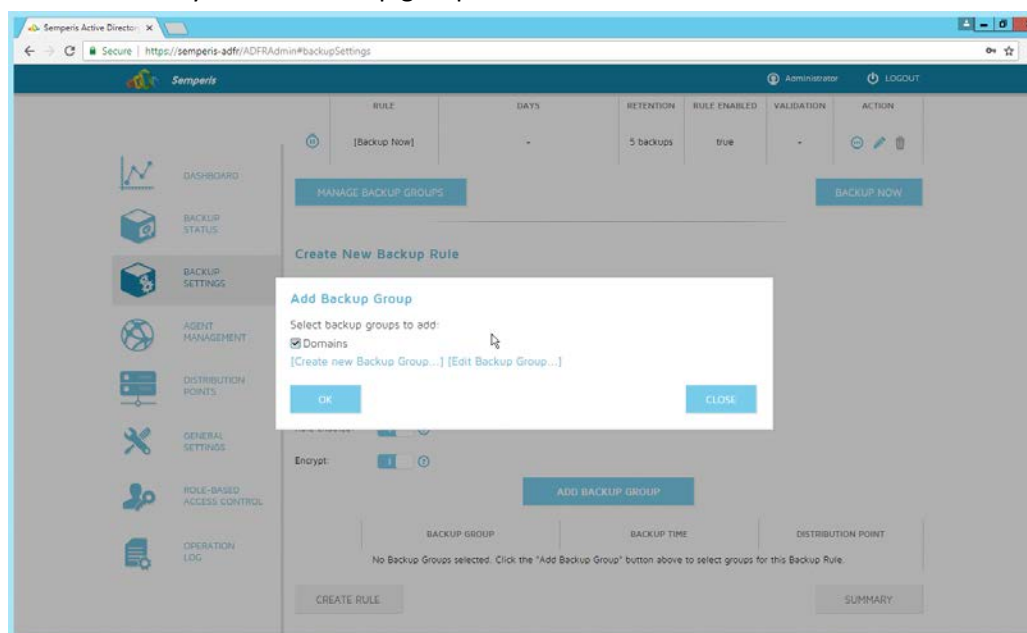 Semperis Active Director
Secure | https://semperis-adfr/ADFRAdmin#backupSettings
Semperis
Administrator
LOGOUT
RULE DAYS RETENTION RULE ENABLED VALIDATION ACTION
[Backup Now] - 5 backups true -
MANAGE BACKUP GROUPS
BACKUP NOW
DASHBOARD
BACKUP
STATUS
BACKUP
SETTINGS
AGENT
MANAGEMENT
DISTRIBUTION
POINTS
GENERAL
SETTINGS
ROLE-BASED
ACCESS CONTROL
OPERATION
LOG
Create New Backup Rule
Add Backup Group
Select backup groups to add:
Domains
[Create new Backup Group...] [Edit Backup Group...]
OK
CLOSE
Encrypt:
ADD BACKUP GROUP
BACKUP GROUP BACKUP TIME DISTRIBUTION POINT
No Backup Groups selected. Click the "Add Backup Group" button above to select groups for this Backup Rule.
CREATE RULE
SUMMARY